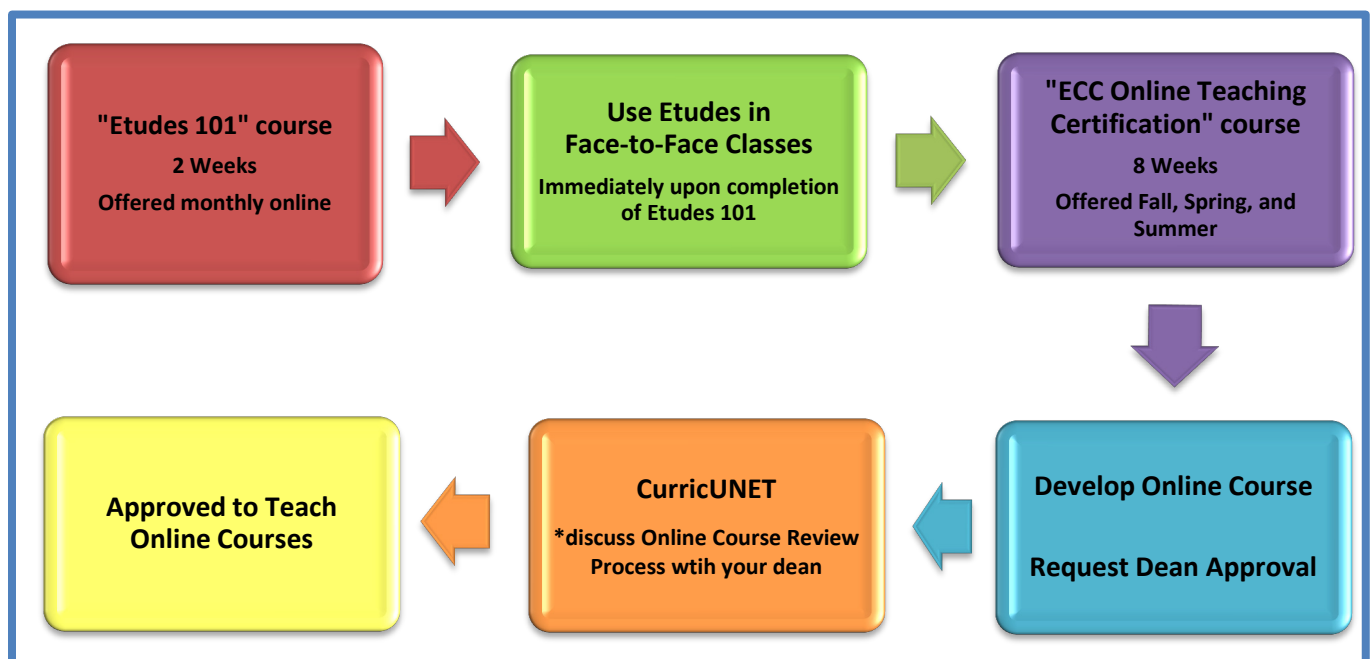 "Etudes 101" course
2 Weeks
Offered monthly online
Use Etudes in
Face-to-Face Classes
Immediately upon completion
of Etudes 101
"ECC Online Teaching
Certification" course
8 Weeks
Offered Fall, Spring, and
Summer
Develop Online Course
Request Dean Approval
CurricUNET
*discuss Online Course Review
Process wtih your dean
Approved to Teach
Online Courses